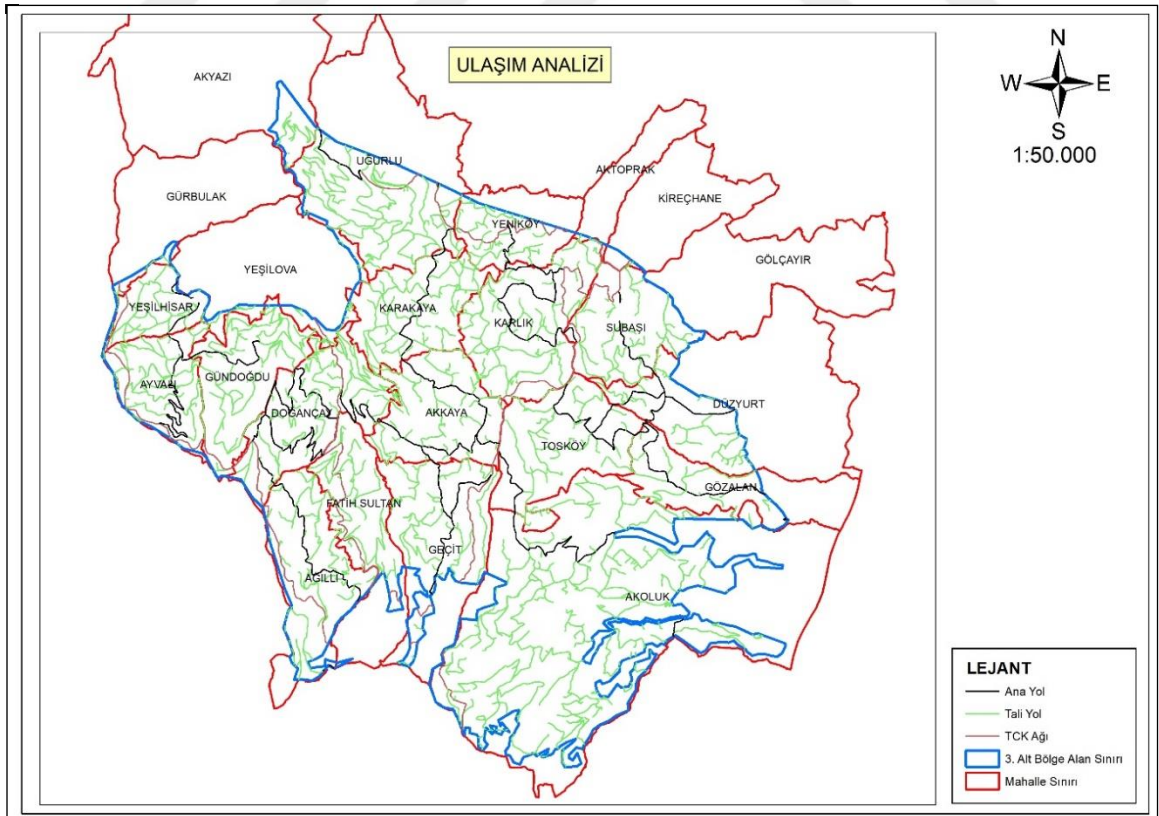 ULAŞIM ANALİZİ
N
W
E
S
1:50.000
AKYAZI
UĞURLU
AKTOPRAK
GÜRBULAK
KİREÇHANE
YENİKÖY
GÖLÇAYIR
YEŞİLOVA
YEŞİLHİSAR
KARAKAYA
KARLIK
SUBAŞI
GÜNDOĞDU
AYVALI
DÜZYURT
DOĞANÇAY
AKKAYA
TOSKÖY
GÖZALAN
FATİH SULTAN
GEÇİT
AĞILLI
AKOLUK
LEJANT
Ana Yol
Tali Yol
TCK Ağı
3. Alt Bölge Alan Sınırı
Mahalle Sınırı